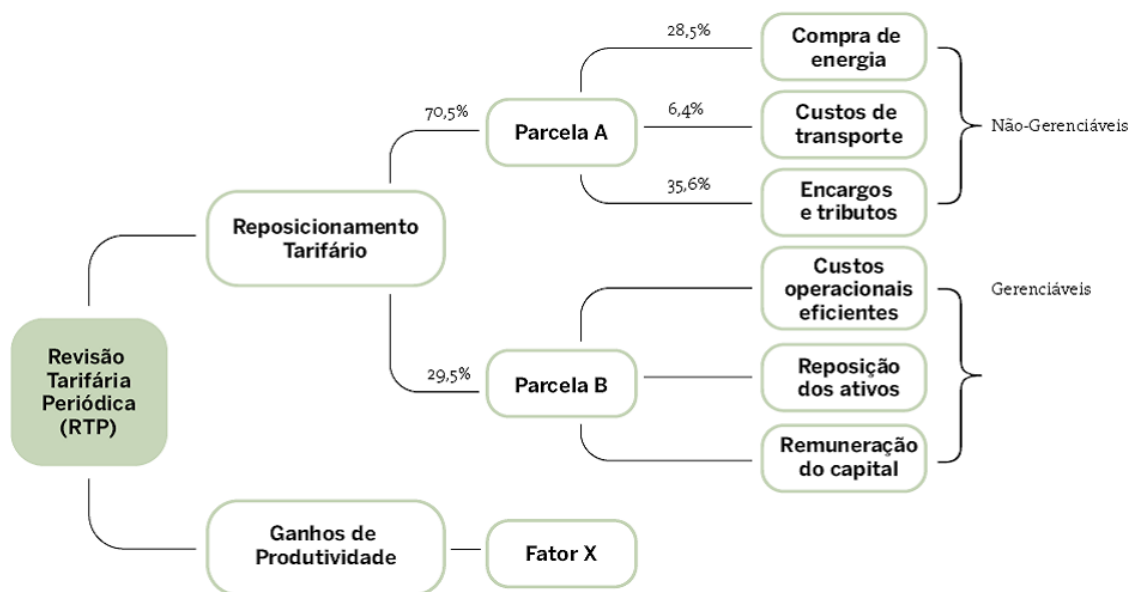 28,5%
Compra de
energia
70,5%
Parcela A
6,4%
Custos de
transporte
Não-Gerenciáveis
35,6%
Encargos
e tributos
Reposicionamento
Tarifário
Custos
operacionais
eficientes
Gerenciáveis
Revisão
Tarifária
Periódica
(RTP)
29,5%
Parcela B
Reposição
dos ativos
Remuneração
do capital
Ganhos de
Produtividade
Fator X